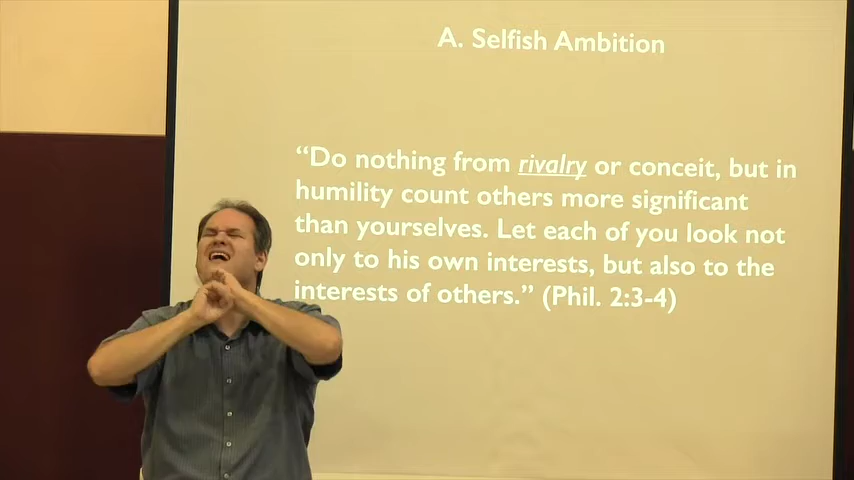 A. Selfish Ambition
“Do nothing from rivalry or conceit, but in
humility count others more significant
than yourselves. Let each of you look not
only to his own interests, but also to the
interests of others.” (Phil. 2:3-4)